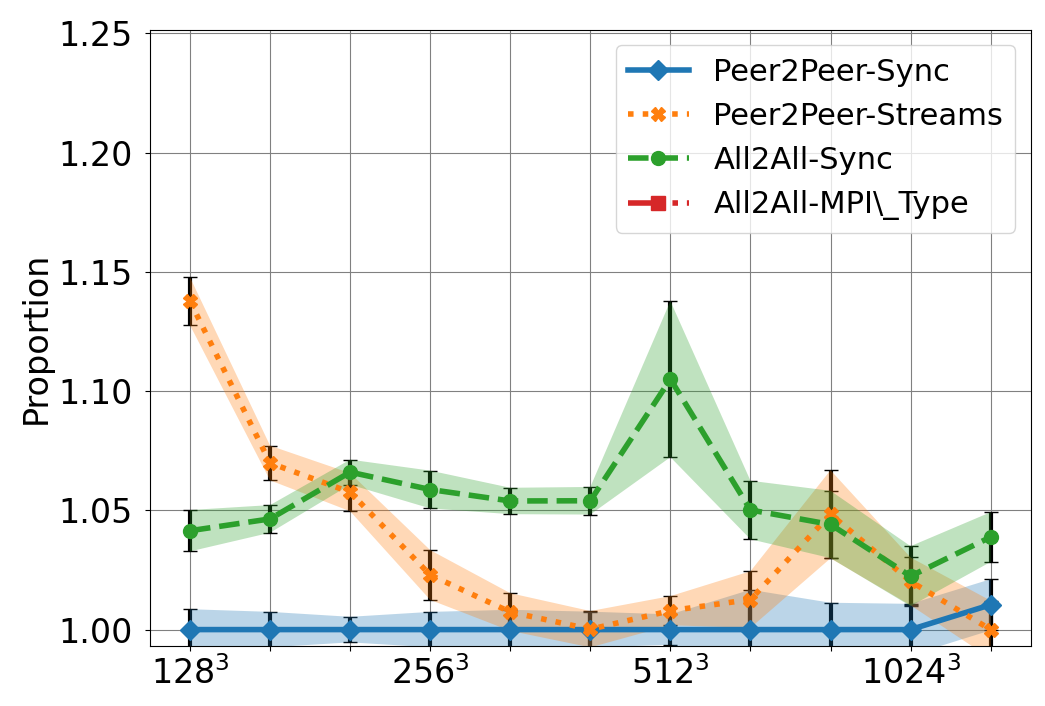 1.25
1.20
1.15
1.10
1.05
1.00
Proportion
Peer2Peer-Sync
Peer2Peer-Streams
All2All-Sync
All2All-MPI\_Type
128³ 256³ 512³ 1024³